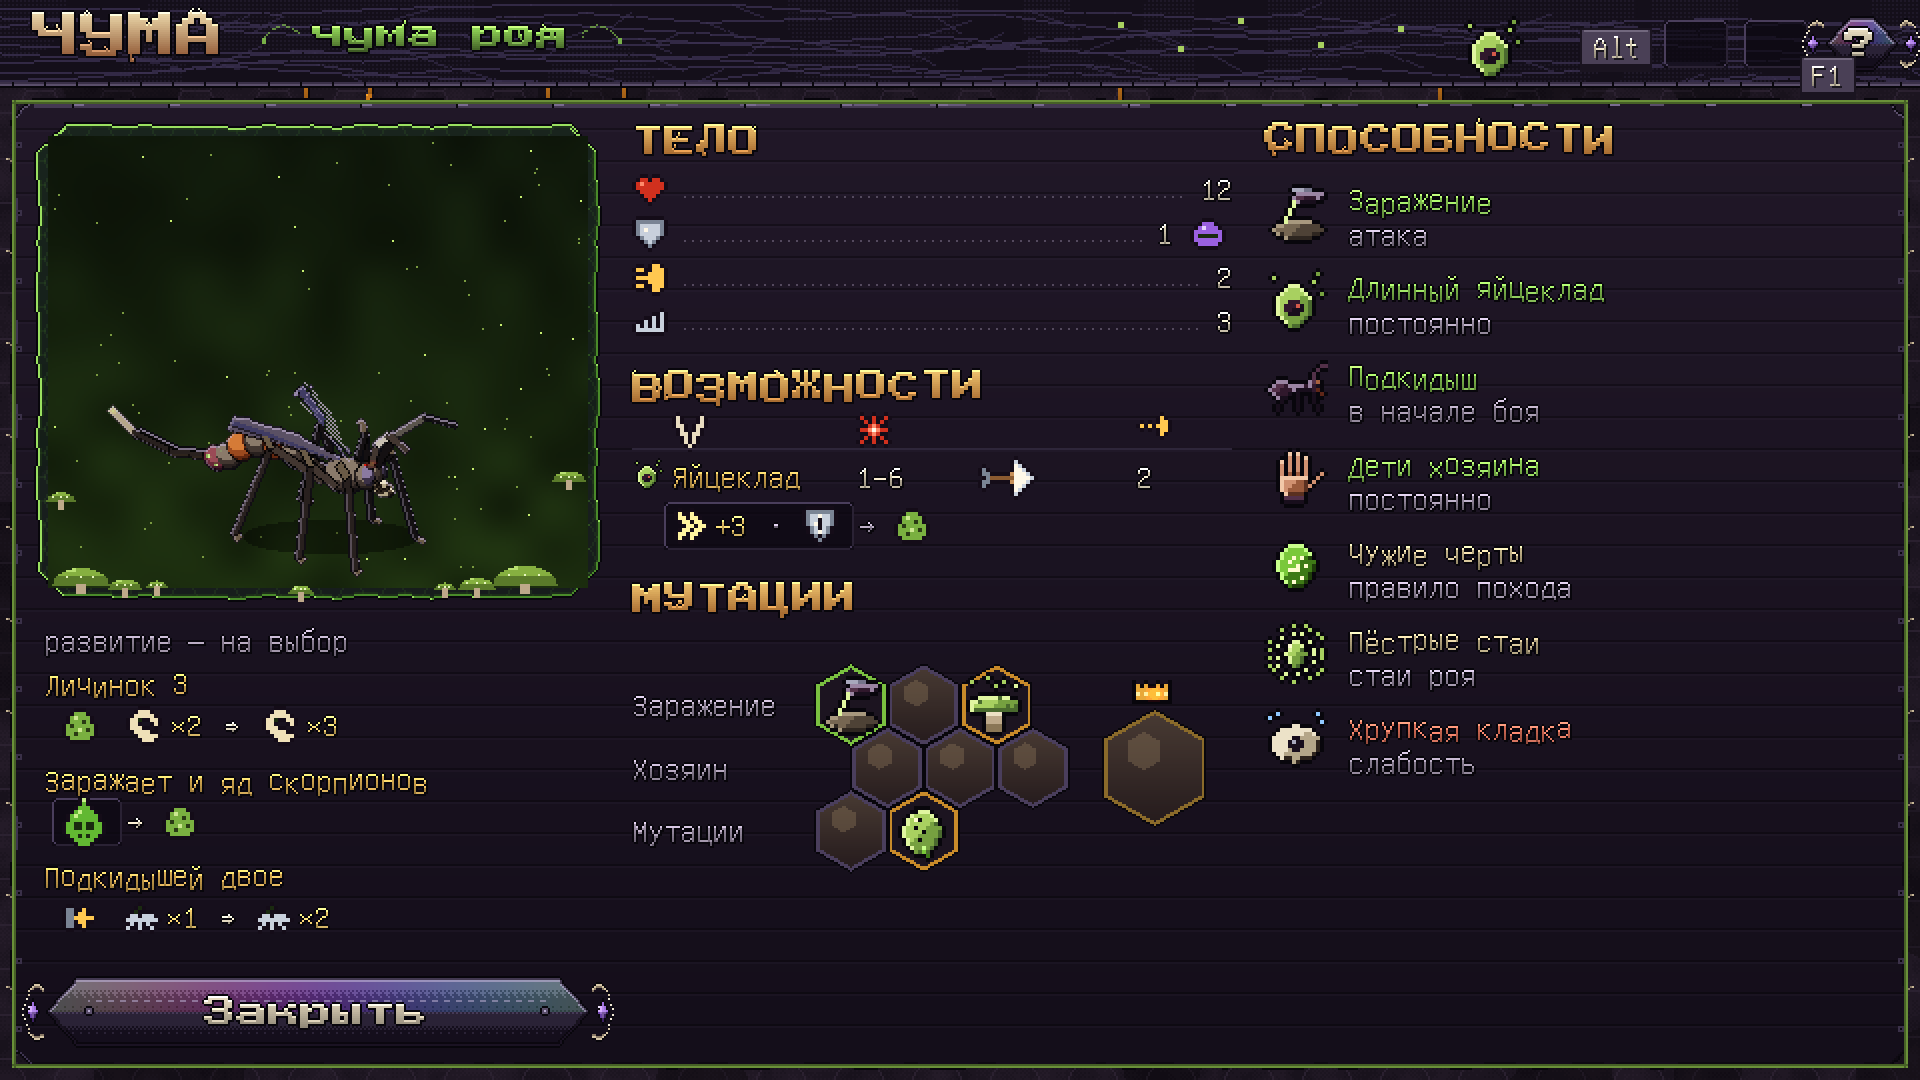 ЧУМА
чума роя
Alt
F1
ТЕЛО
12
1
2
3
ВОЗМОЖНОСТИ
Яйцеклад 1–6 2
+3 · →
МУТАЦИИ
Заражение
Хозяин
Мутации
СПОСОБНОСТИ
Заражение
атака
Длинный яйцеклад
постоянно
Подкидыш
в начале боя
Дети хозяина
постоянно
Чужие черты
правило похода
Пёстрые стаи
стаи роя
Хрупкая кладка
слабость
развитие — на выбор
Личинок 3
×2 ⇒ ×3
Заражает и яд скорпионов
→
Подкидышей двое
×1 ⇒ ×2
Закрыть